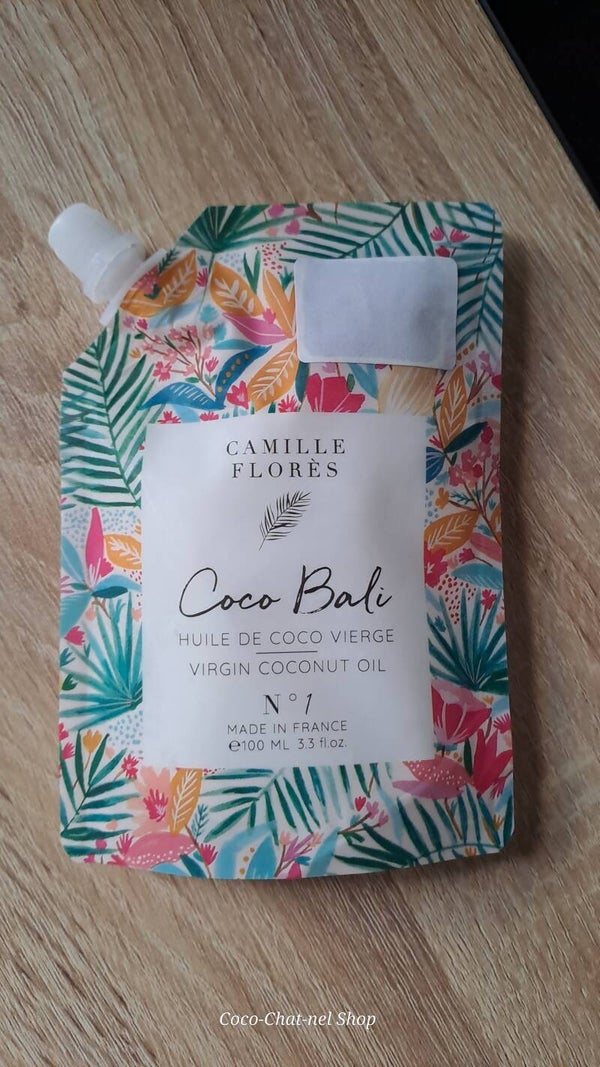 CAMILLE
FLORÈS
Coco Bali
HUILE DE COCO VIERGE
VIRGIN COCONUT OIL
N° 1
MADE IN FRANCE
℮100 ML 3.3 fl.oz.
Coco-Chat-nel Shop